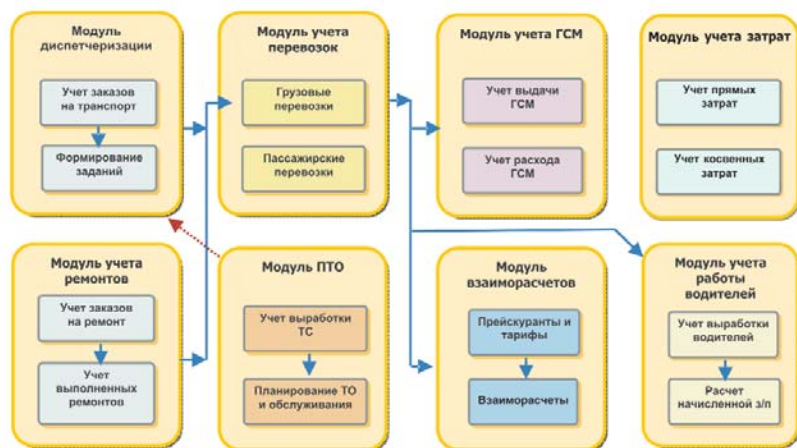 Модуль
диспетчеризации
Учет заказов
на транспорт
Формирование
заданий
Модуль учета
перевозок
Грузовые
перевозки
Пассажирские
перевозки
Модуль учета ГСМ
Учет выдачи
ГСМ
Учет расхода
ГСМ
Модуль учета затрат
Учет прямых
затрат
Учет косвенных
затрат
Модуль учета
ремонтов
Учет заказов
на ремонт
Учет
выполненных
ремонтов
Модуль ПТО
Учет выработки
ТС
Планирование ТО
и обслуживания
Модуль
взаиморасчетов
Прейскуранты и
тарифы
Взаиморасчеты
Модуль учета
работы
водителей
Учет выработки
водителей
Расчет
начисленной з/п